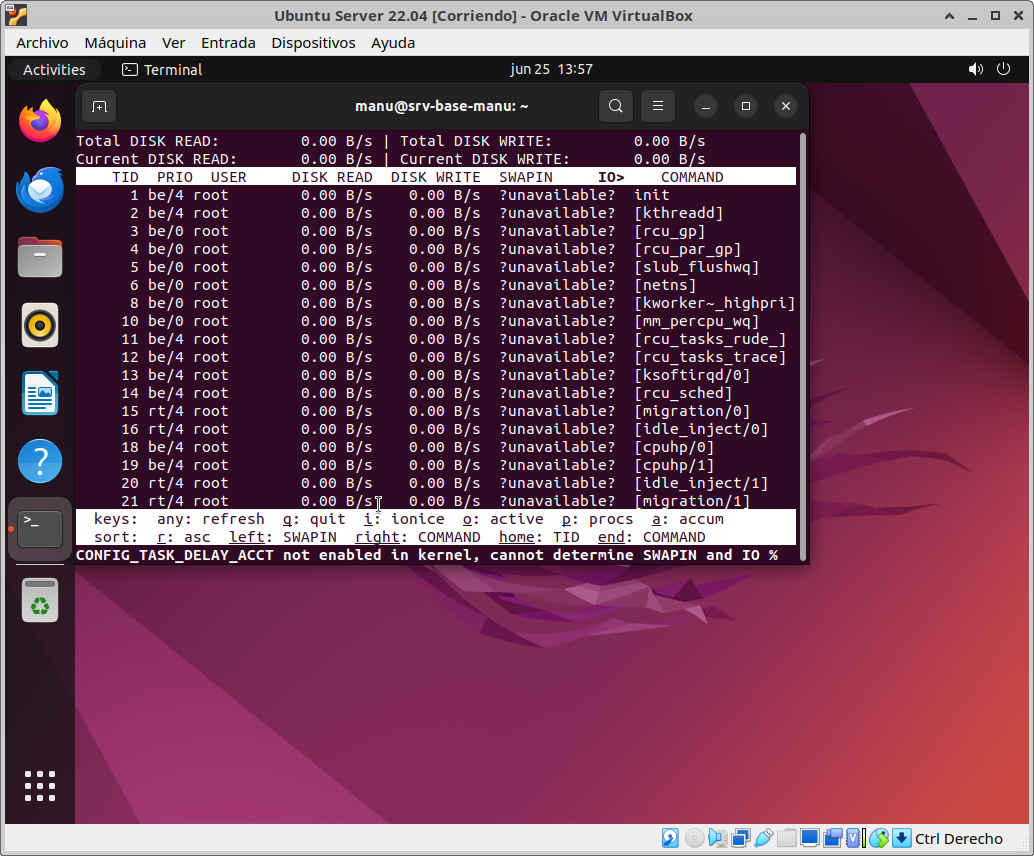 Ubuntu Server 22.04 [Corriendo] - Oracle VM VirtualBox
Archivo Máquina Ver Entrada Dispositivos Ayuda
Activities Terminal jun 25 13:57
manu@srv-base-manu: ~
Total DISK READ: 0.00 B/s | Total DISK WRITE: 0.00 B/s
Current DISK READ: 0.00 B/s | Current DISK WRITE: 0.00 B/s
TID PRIO USER DISK READ DISK WRITE SWAPIN IO> COMMAND
1 be/4 root 0.00 B/s 0.00 B/s ?unavailable? init
2 be/4 root 0.00 B/s 0.00 B/s ?unavailable? [kthreadd]
3 be/0 root 0.00 B/s 0.00 B/s ?unavailable? [rcu_gp]
4 be/0 root 0.00 B/s 0.00 B/s ?unavailable? [rcu_par_gp]
5 be/0 root 0.00 B/s 0.00 B/s ?unavailable? [slub_flushwq]
6 be/0 root 0.00 B/s 0.00 B/s ?unavailable? [netns]
8 be/0 root 0.00 B/s 0.00 B/s ?unavailable? [kworker~_highpri]
10 be/0 root 0.00 B/s 0.00 B/s ?unavailable? [mm_percpu_wq]
11 be/4 root 0.00 B/s 0.00 B/s ?unavailable? [rcu_tasks_rude_]
12 be/4 root 0.00 B/s 0.00 B/s ?unavailable? [rcu_tasks_trace]
13 be/4 root 0.00 B/s 0.00 B/s ?unavailable? [ksoftirqd/0]
14 be/4 root 0.00 B/s 0.00 B/s ?unavailable? [rcu_sched]
15 rt/4 root 0.00 B/s 0.00 B/s ?unavailable? [migration/0]
16 rt/4 root 0.00 B/s 0.00 B/s ?unavailable? [idle_inject/0]
18 be/4 root 0.00 B/s 0.00 B/s ?unavailable? [cpuhp/0]
19 be/4 root 0.00 B/s 0.00 B/s ?unavailable? [cpuhp/1]
20 rt/4 root 0.00 B/s 0.00 B/s ?unavailable? [idle_inject/1]
21 rt/4 root 0.00 B/s 0.00 B/s ?unavailable? [migration/1]
keys: any: refresh q: quit i: ionice o: active p: procs a: accum
sort: r: asc left: SWAPIN right: COMMAND home: TID end: COMMAND
CONFIG_TASK_DELAY_ACCT not enabled in kernel, cannot determine SWAPIN and IO %
Ctrl Derecho